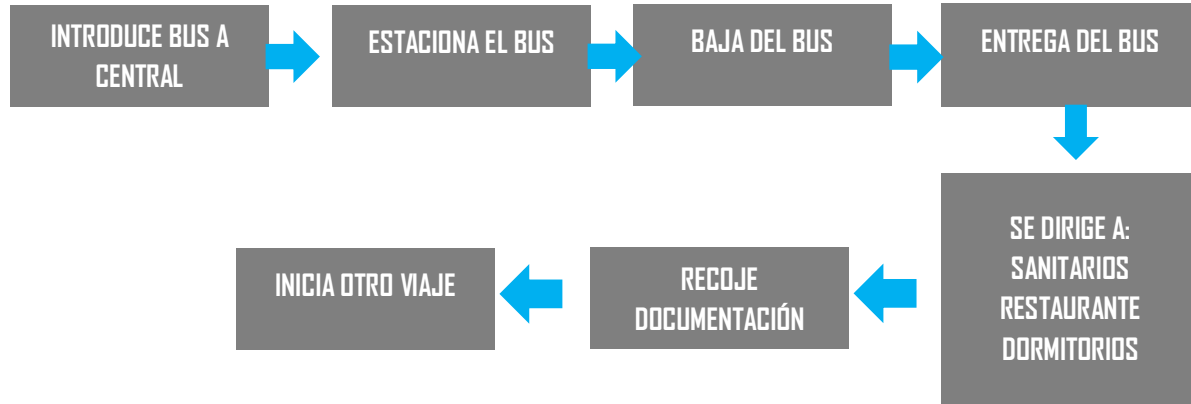 INTRODUCE BUS A
CENTRAL
ESTACIONA EL BUS
BAJA DEL BUS
ENTREGA DEL BUS
SE DIRIGE A:
SANITARIOS
RESTAURANTE
DORMITORIOS
RECOJE
DOCUMENTACIÓN
INICIA OTRO VIAJE